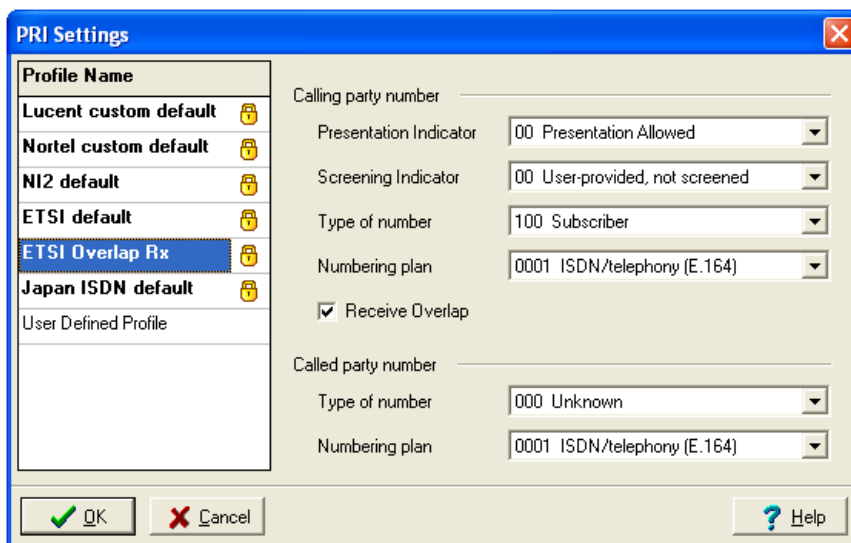 PRI Settings
Profile Name
Lucent custom default
Nortel custom default
NI2 default
ETSI default
ETSI Overlap Rx
Japan ISDN default
User Defined Profile
Calling party number
Presentation Indicator 00 Presentation Allowed
Screening Indicator 00 User-provided, not screened
Type of number 100 Subscriber
Numbering plan 0001 ISDN/telephony (E.164)
Receive Overlap
Called party number
Type of number 000 Unknown
Numbering plan 0001 ISDN/telephony (E.164)
OK Cancel Help